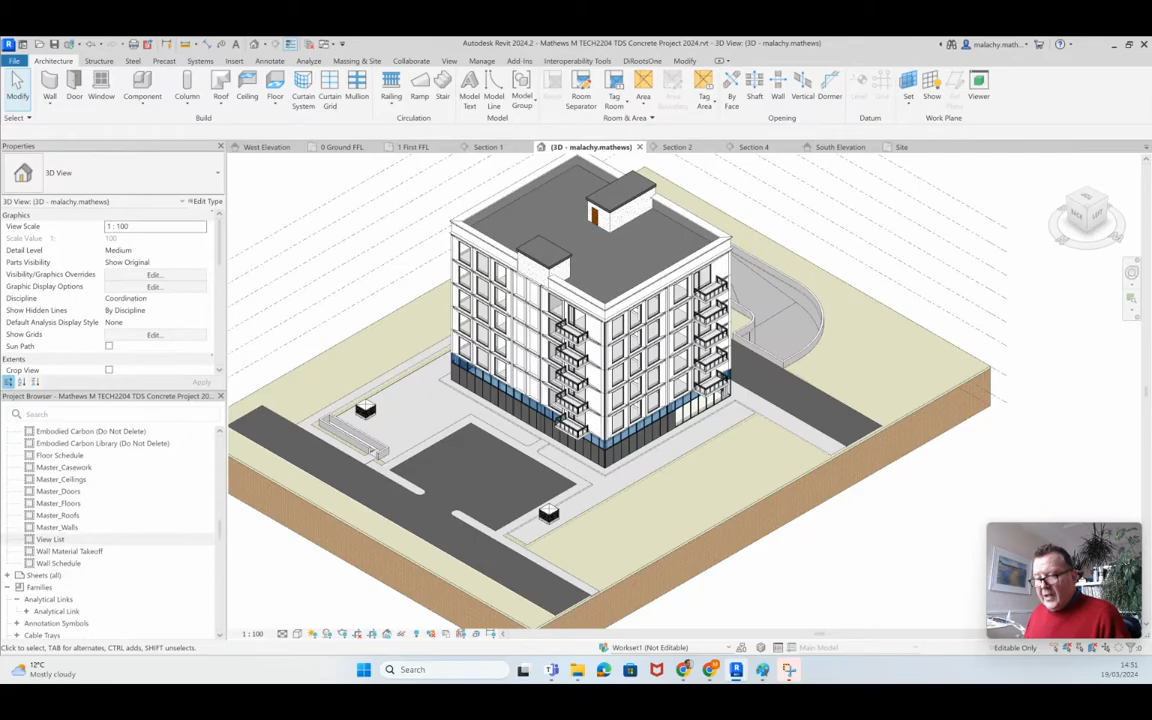 Autodesk Revit 2024.2 - Mathews M TECH2204 TDS Concrete Project 2024.rvt - 3D View: (3D - malachy.mathews)
malachy.math...
File Architecture Structure Steel Precast Systems Insert Annotate Analyze Massing & Site Collaborate View Manage Add-Ins Interoperability Tools DiRootsOne Modify
Modify Wall Door Window Component Column Roof Ceiling Floor Curtain System Curtain Grid Mullion Railing Ramp Stair Model Text Model Line Model Group Room Room Separator Tag Room Area Area Boundary Tag Area By Face Shaft Wall Vertical Dormer Level Grid Set Show Ref Plane Viewer
Select Build Circulation Model Room & Area Opening Datum Work Plane
Properties
West Elevation 0 Ground FFL 1 First FFL Section 1 (3D - malachy.mathews) Section 2 Section 4 South Elevation Site
3D View
3D View: (3D - malachy.mathews) Edit Type
Graphics
View Scale 1 : 100
Scale Value 1: 100
Detail Level Medium
Parts Visibility Show Original
Visibility/Graphics Overrides Edit...
Graphic Display Options Edit...
Discipline Coordination
Show Hidden Lines By Discipline
Default Analysis Display Style None
Show Grids Edit...
Sun Path
Extents
Crop View
Apply
Project Browser - Mathews M TECH2204 TDS Concrete Project 20...
Search
Embodied Carbon (Do Not Delete)
Embodied Carbon Library (Do Not Delete)
Floor Schedule
Master_Casework
Master_Ceilings
Master_Doors
Master_Floors
Master_Roofs
Master_Walls
View List
Wall Material Takeoff
Wall Schedule
Sheets (all)
Families
Analytical Links
Analytical Link
Annotation Symbols
Cable Trays
BACK LEFT
1 : 100
Click to select, TAB for alternates, CTRL adds, SHIFT unselects.
Workset1 (Not Editable)
:0
Main Model
Editable Only
:0
12°C
Mostly cloudy
Search
14:51
19/03/2024